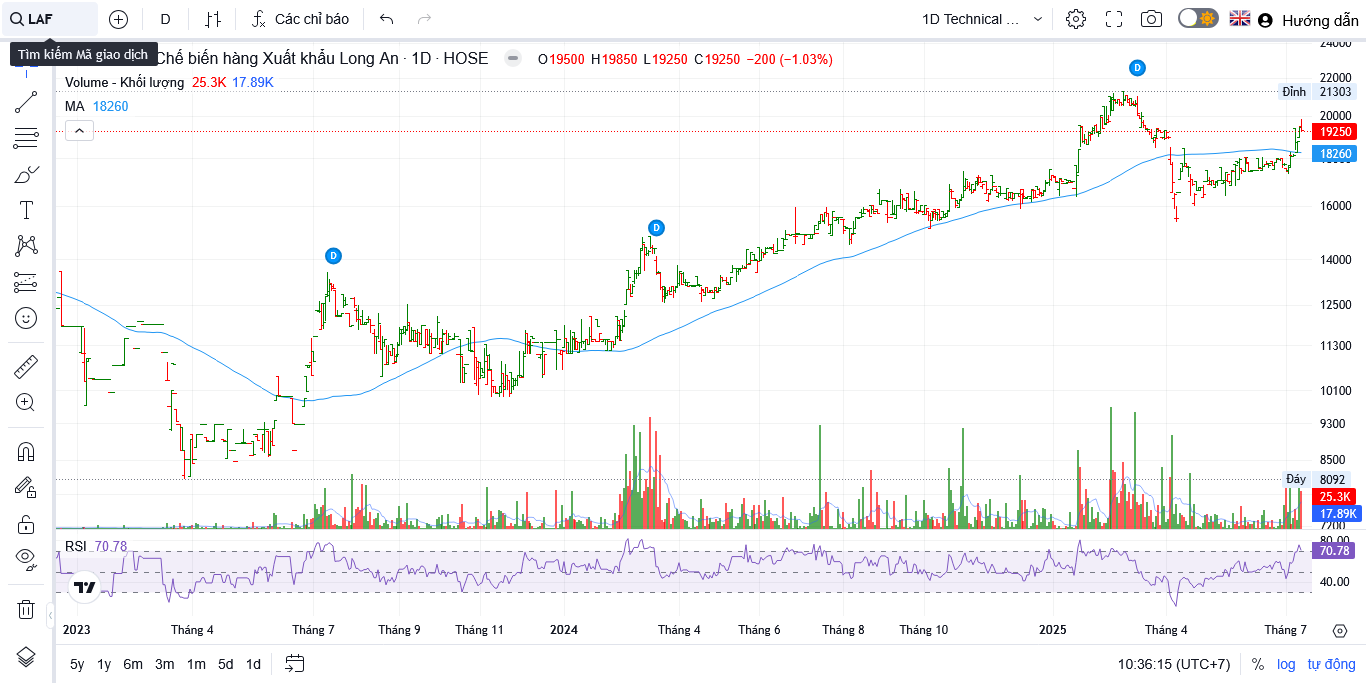 LAF D Các chỉ báo 1D Technical ... Hướng dẫn
Tìm kiếm Mã giao dịch
Chế biến hàng Xuất khẩu Long An · 1D · HOSE O19500 H19850 L19250 C19250 −200 (−1.03%)
Volume - Khối lượng 25.3K 17.89K
MA 18260
24000
22000
Đỉnh 21303
20000
19250
18260
16000
14000
12500
11300
10100
9300
8500
Đáy 8092
25.3K
17.89K
7700
D
D
D
RSI 70.78
80.00
70.78
40.00
2023 Tháng 4 Tháng 7 Tháng 9 Tháng 11 2024 Tháng 4 Tháng 6 Tháng 8 Tháng 10 2025 Tháng 4 Tháng 7
5y 1y 6m 3m 1m 5d 1d 10:36:15 (UTC+7) % log tự động